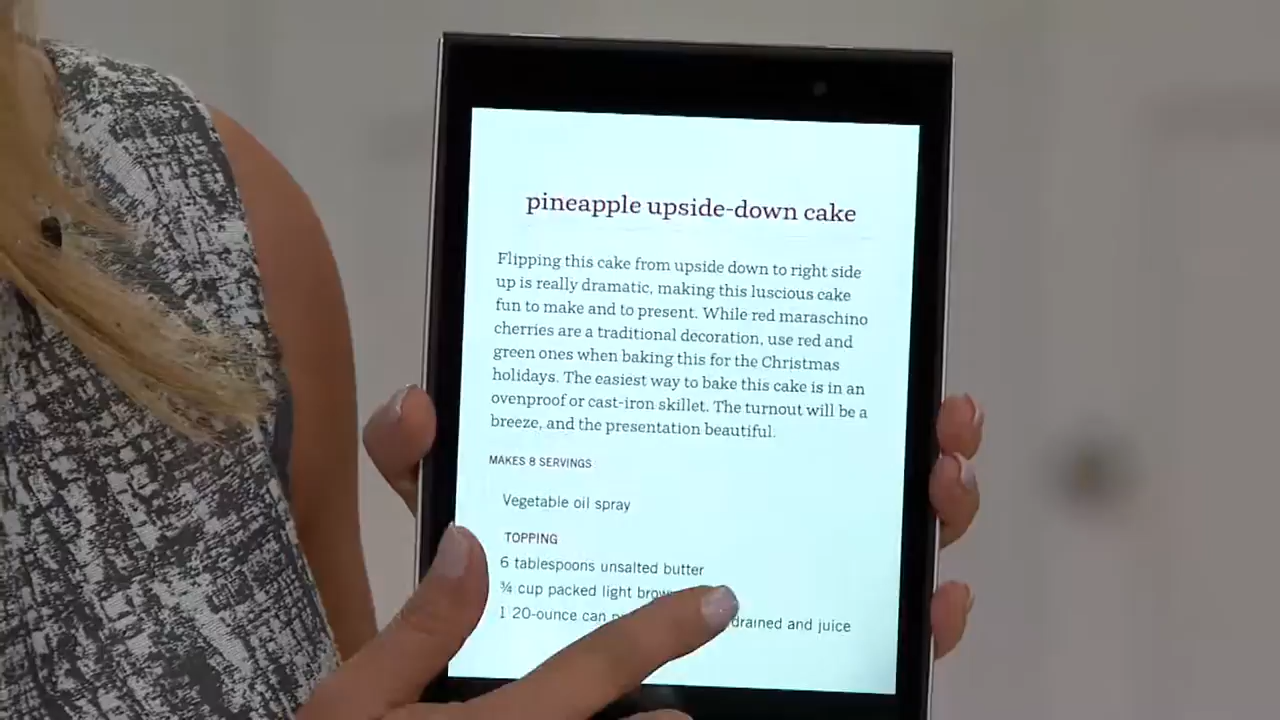 pineapple upside-down cake
Flipping this cake from upside down to right side
up is really dramatic, making this luscious cake
fun to make and to present. While red maraschino
cherries are a traditional decoration, use red and
green ones when baking this for the Christmas
holidays. The easiest way to bake this cake is in an
ovenproof or cast-iron skillet. The turnout will be a
breeze, and the presentation beautiful.
MAKES 8 SERVINGS
Vegetable oil spray
TOPPING
6 tablespoons unsalted butter
¾ cup packed light
1 20-ounce can drained and juice